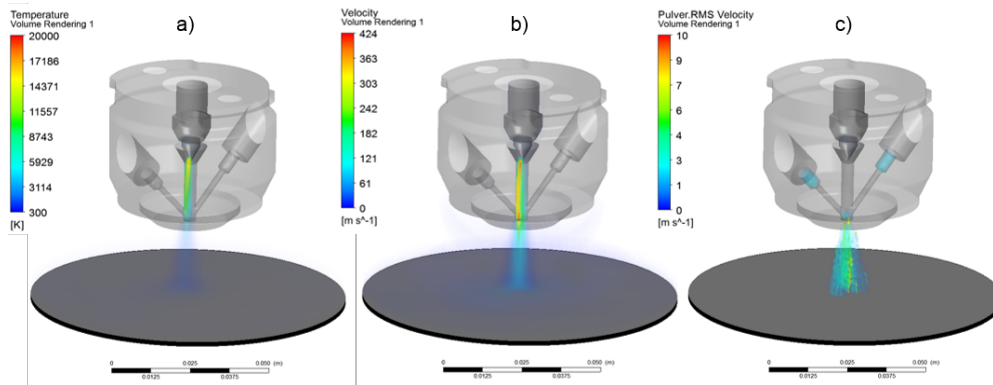 Temperature
Volume Rendering 1
a)
20000
17186
14371
11557
8743
5929
3114
300
[K]
0
0.025
0.050
(m)
0.0125
0.0375
Velocity
Volume Rendering 1
b)
424
363
303
242
182
121
61
0
[m s^-1]
0
0.025
0.050
(m)
0.0125
0.0375
Pulver.RMS Velocity
Volume Rendering 1
c)
10
9
8
6
5
4
3
1
0
[m s^-1]
0
0.025
0.050
(m)
0.0125
0.0375